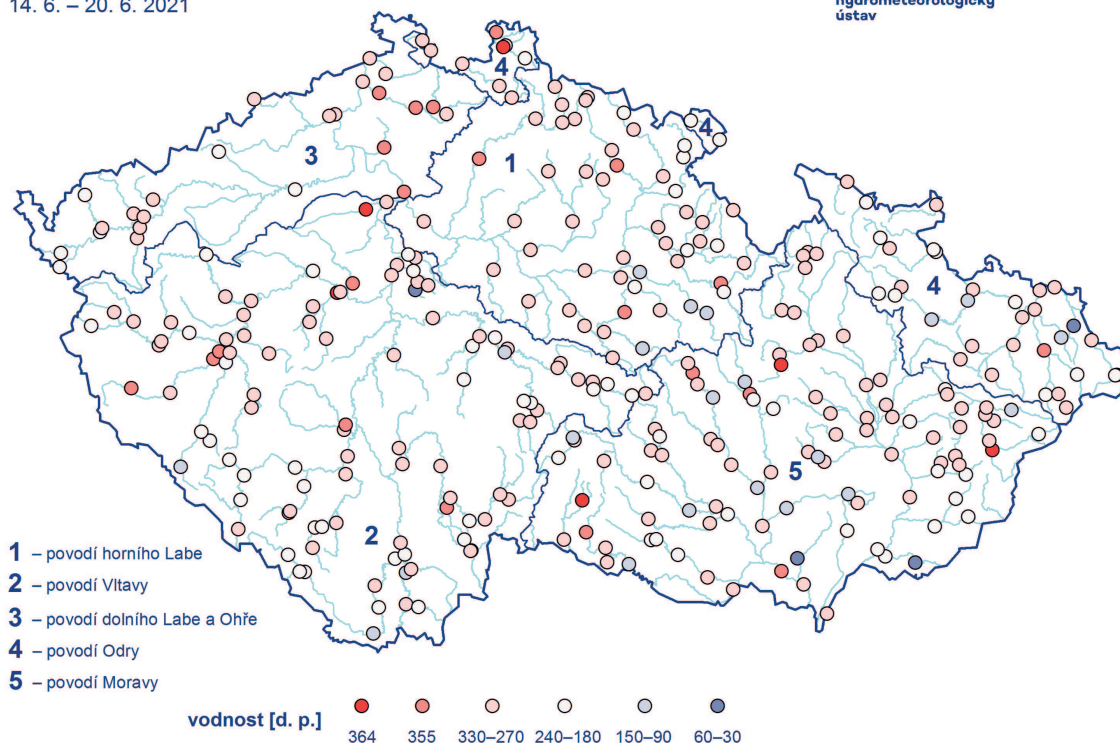 14. 6. – 20. 6. 2021
hydrometeorologický
ústav
4
4
3
1
4
5
2
1 – povodí horního Labe
2 – povodí Vltavy
3 – povodí dolního Labe a Ohře
4 – povodí Odry
5 – povodí Moravy
vodnost [d. p.]
364 355 330–270 240–180 150–90 60–30